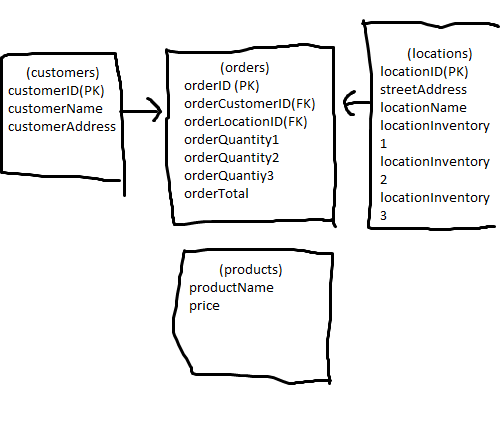 (customers)
customerID(PK)
customerName
customerAddress
(orders)
orderID (PK)
orderCustomerID(FK)
orderLocationID(FK)
orderQuantity1
orderQuantity2
orderQuantiy3
orderTotal
(locations)
locationID(PK)
streetAddress
locationName
locationInventory
1
locationInventory
2
locationInventory
3
(products)
productName
price